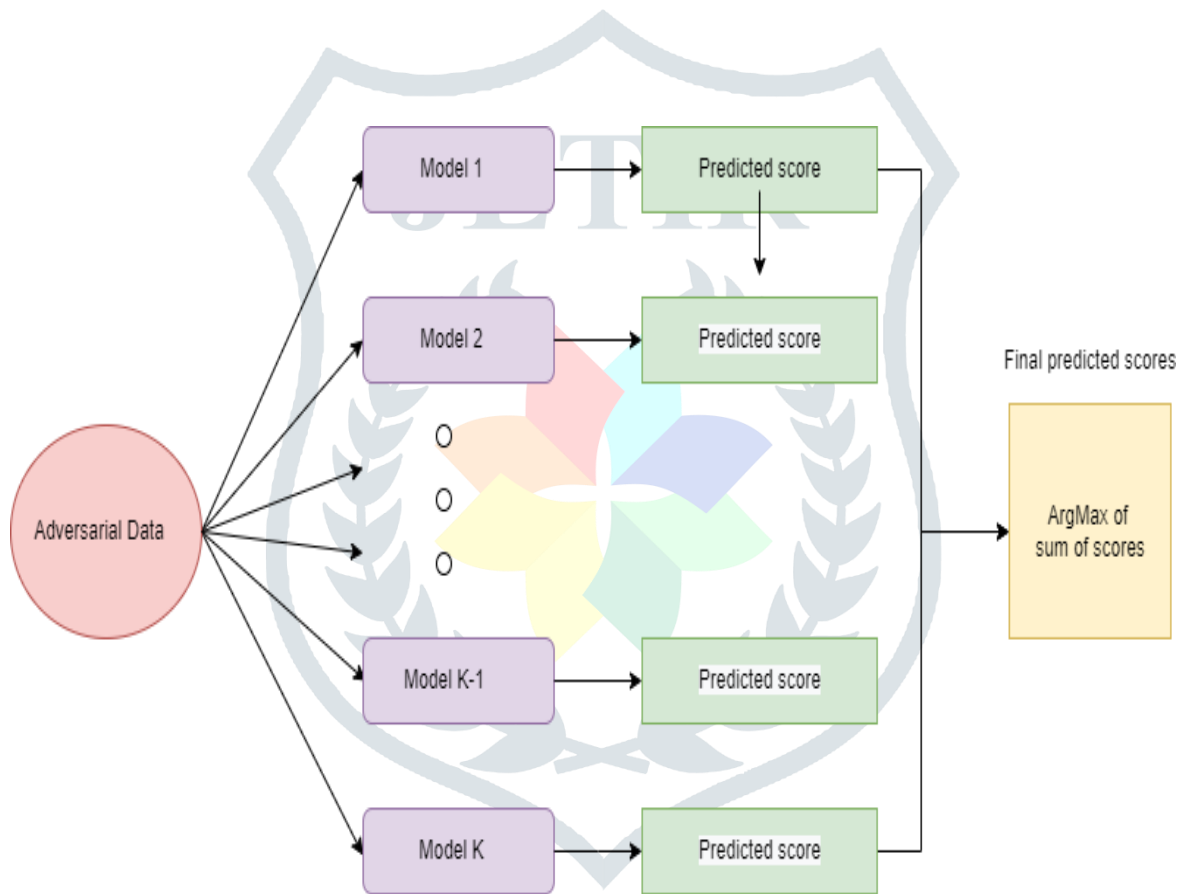 JETIR
Model 1
Predicted score
Model 2
Predicted score
Final predicted scores
Adversarial Data
ArgMax of
sum of scores
Model K-1
Predicted score
Model K
Predicted score